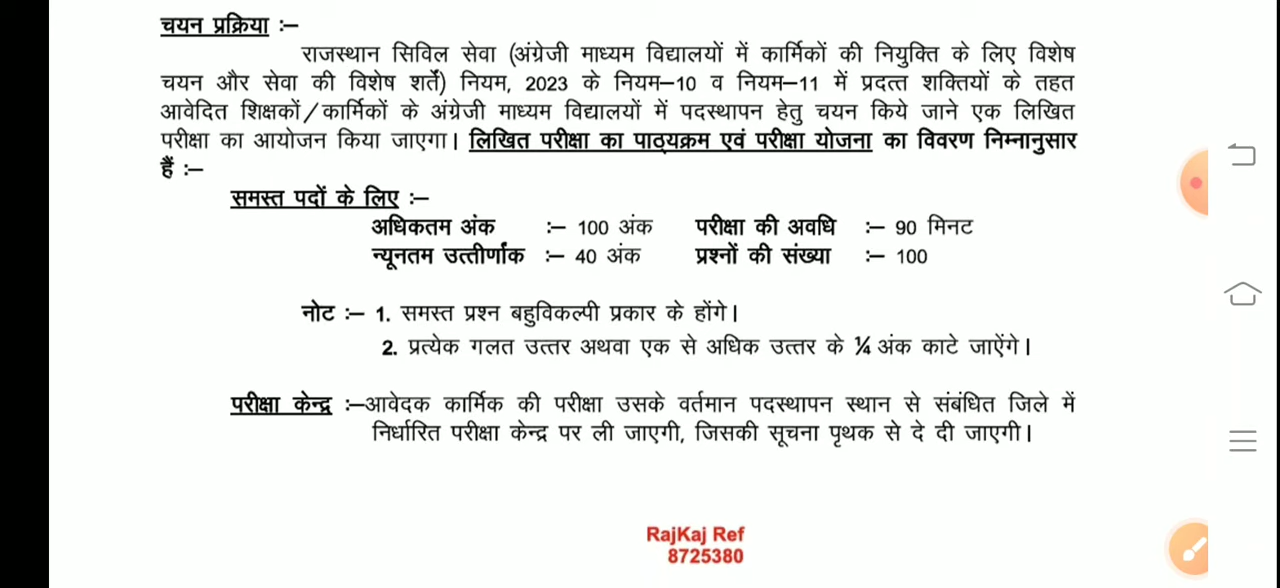 चयन प्रक्रिया :–
राजस्थान सिविल सेवा (अंग्रेजी माध्यम विद्यालयों में कार्मिकों की नियुक्ति के लिए विशेष
चयन और सेवा की विशेष शर्तें) नियम, 2023 के नियम–10 व नियम–11 में प्रदत्त शक्तियों के तहत
आवेदित शिक्षकों/कार्मिकों के अंग्रेजी माध्यम विद्यालयों में पदस्थापन हेतु चयन किये जाने एक लिखित
परीक्षा का आयोजन किया जाएगा। लिखित परीक्षा का पाठ्यक्रम एवं परीक्षा योजना का विवरण निम्नानुसार
हैं :–
समस्त पदों के लिए :–
अधिकतम अंक :– 100 अंक परीक्षा की अवधि :– 90 मिनट
न्यूनतम उत्तीर्णांक :– 40 अंक प्रश्नों की संख्या :– 100
नोट :– 1. समस्त प्रश्न बहुविकल्पी प्रकार के होंगे।
2. प्रत्येक गलत उत्तर अथवा एक से अधिक उत्तर के ¼ अंक काटे जाऐंगे।
परीक्षा केन्द्र :–आवेदक कार्मिक की परीक्षा उसके वर्तमान पदस्थापन स्थान से संबंधित जिले में
निर्धारित परीक्षा केन्द्र पर ली जाएगी, जिसकी सूचना पृथक से दे दी जाएगी।
RajKaj Ref
8725380